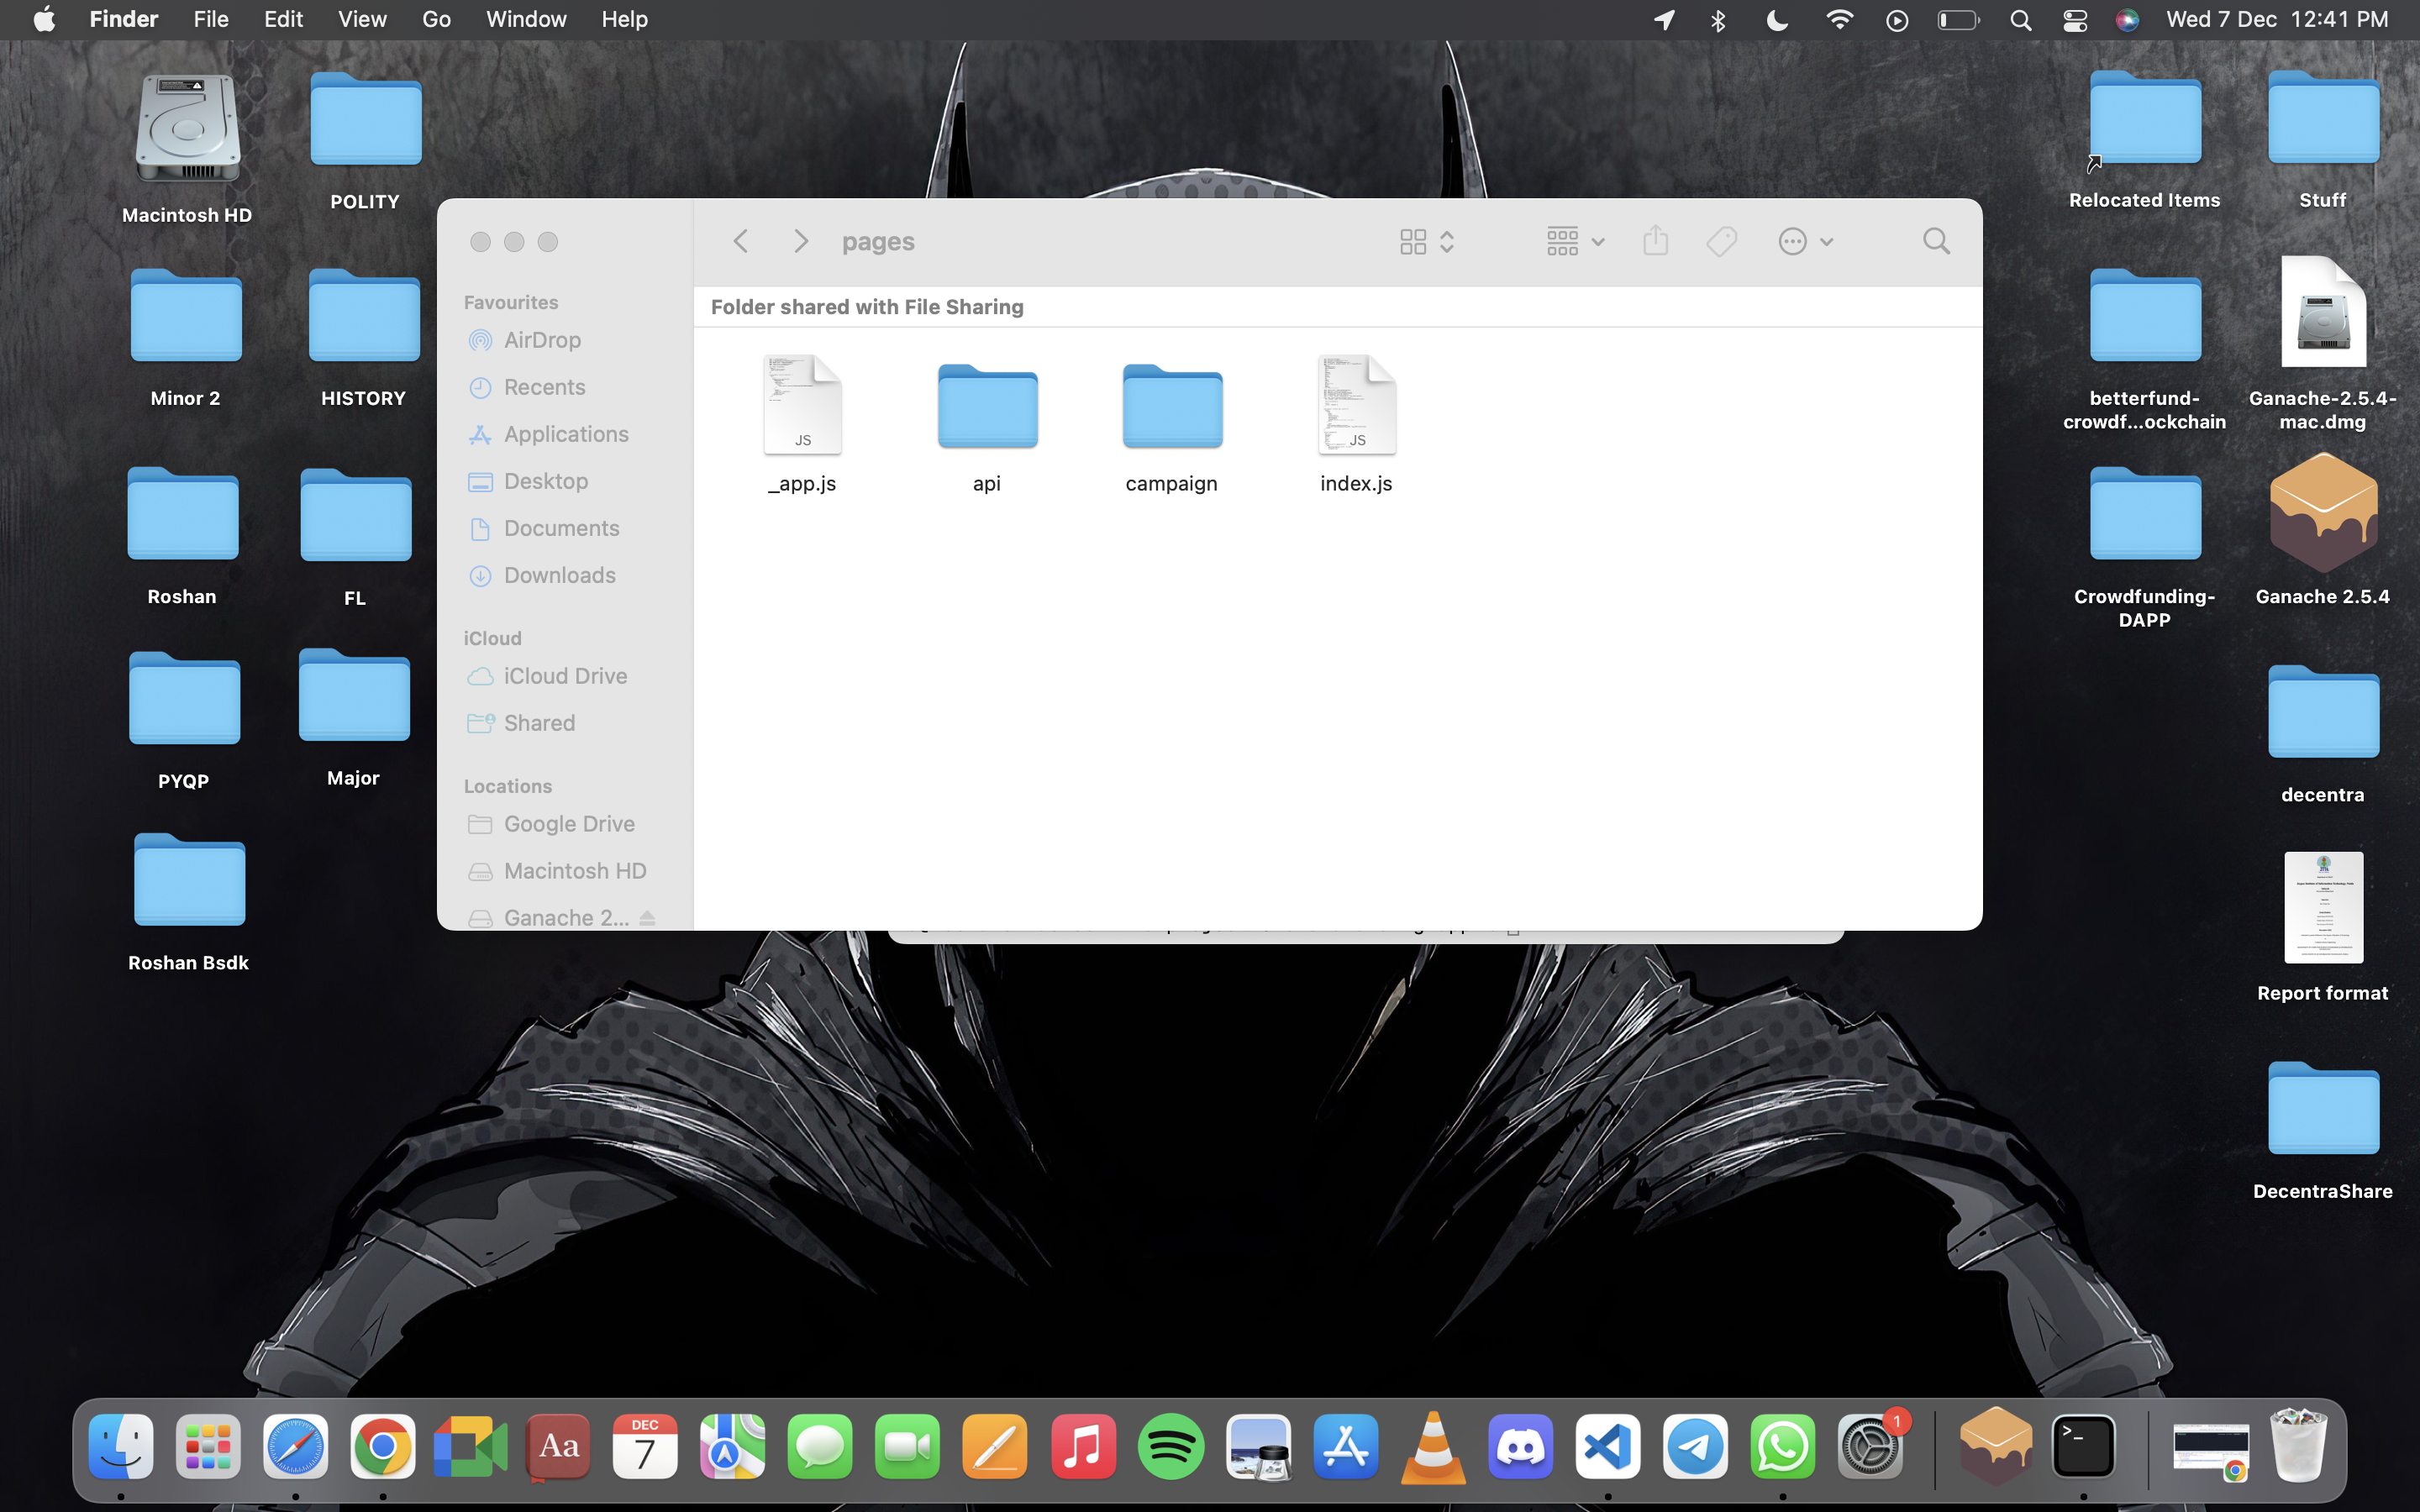 Finder File Edit View Go Window Help
Wed 7 Dec 12:41 PM
Macintosh HD
POLITY
Minor 2
HISTORY
Roshan
FL
PYQP
Major
Roshan Bsdk
pages
Favourites
AirDrop
Recents
Applications
Desktop
Documents
Downloads
iCloud
iCloud Drive
Shared
Locations
Google Drive
Macintosh HD
Ganache 2...
Folder shared with File Sharing
JS
JS
_app.js
api
campaign
index.js
Relocated Items
Stuff
betterfund-
crowdf...ockchain
Ganache-2.5.4-
mac.dmg
Crowdfunding-
DAPP
Ganache 2.5.4
decentra
Report format
DecentraShare
Aa
DEC
7
1
>_